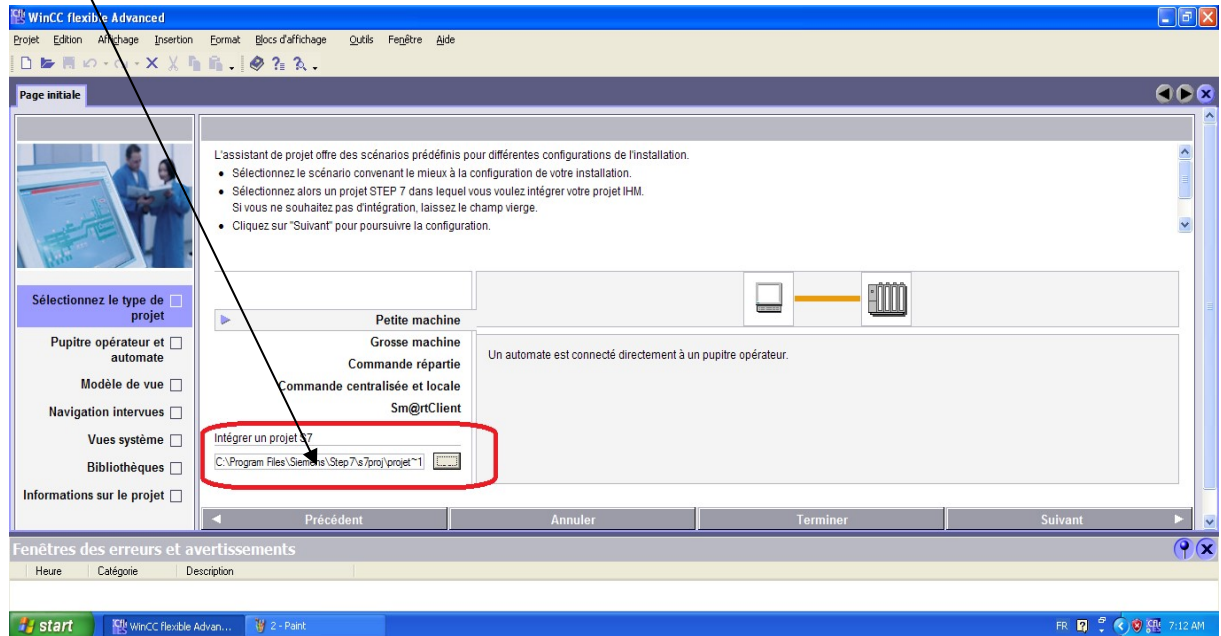 WinCC flexible Advanced
Projet Edition Affichage Insertion Format Blocs d'affichage Outils Fenêtre Aide
Page initiale
L'assistant de projet offre des scénarios prédéfinis pour différentes configurations de l'installation.
• Sélectionnez le scénario convenant le mieux à la configuration de votre installation.
• Sélectionnez alors un projet STEP 7 dans lequel vous voulez intégrer votre projet IHM.
Si vous ne souhaitez pas d'intégration, laissez le champ vierge.
• Cliquez sur "Suivant" pour poursuivre la configuration.
Sélectionnez le type de
projet
Pupitre opérateur et
automate
Modèle de vue
Navigation intervues
Vues système
Bibliothèques
Informations sur le projet
Petite machine
Grosse machine
Commande répartie
Commande centralisée et locale
Sm@rtClient
Un automate est connecté directement à un pupitre opérateur.
Intégrer un projet S7
C:\Program Files\Siemens\Step7\s7proj\projet~1
Précédent Annuler Terminer Suivant
Fenêtres des erreurs et avertissements
Heure Catégorie Description
start WinCC flexible Advan... 2 - Paint FR 7:12 AM